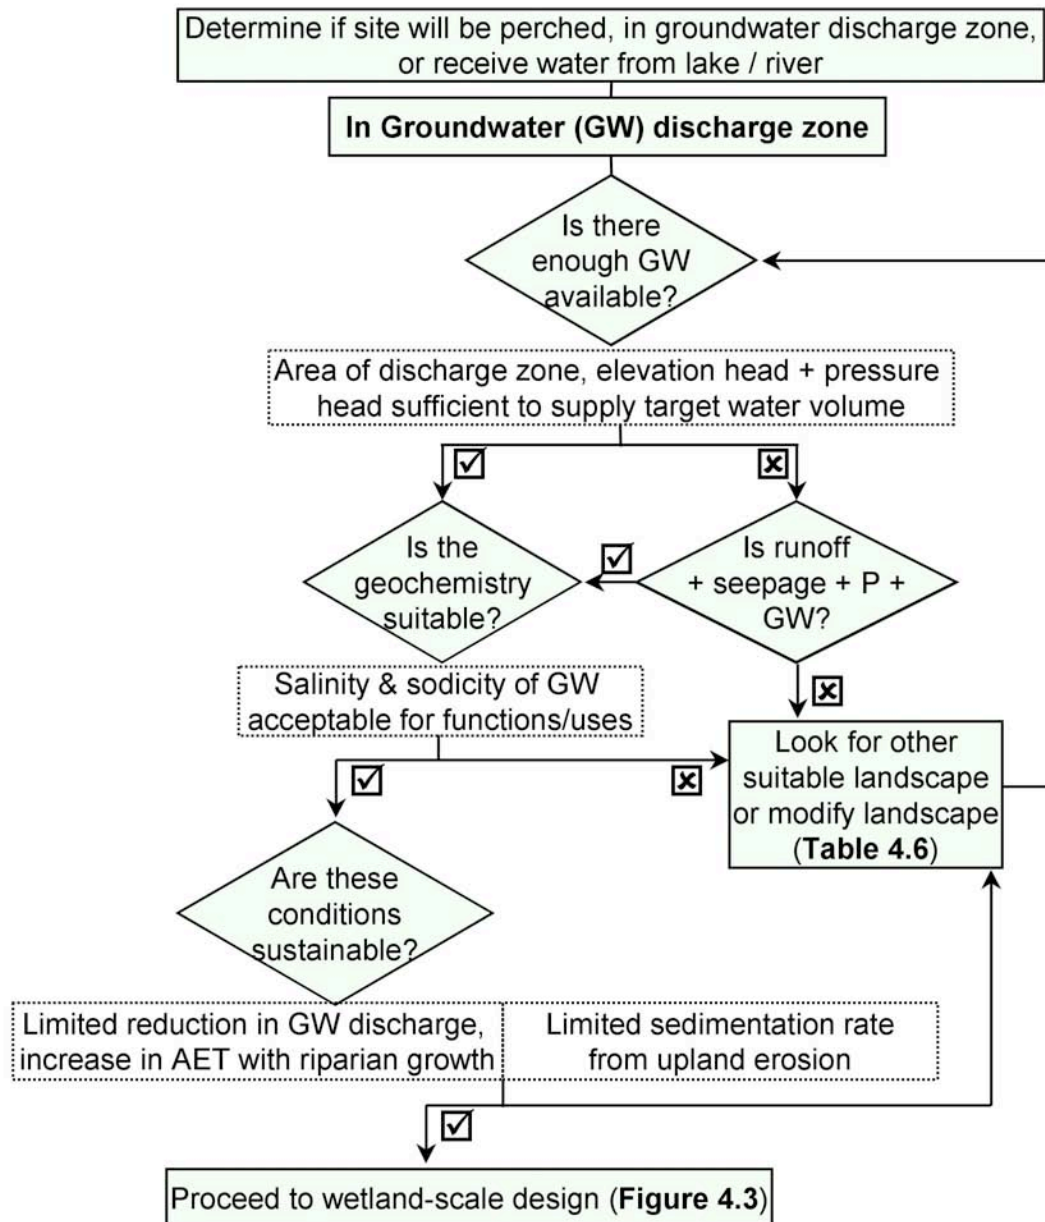 Determine if site will be perched, in groundwater discharge zone,
or receive water from lake / river
In Groundwater (GW) discharge zone
Is there
enough GW
available?
Area of discharge zone, elevation head + pressure
head sufficient to supply target water volume
Is the
geochemistry
suitable?
Is runoff
+ seepage + P +
GW?
Salinity & sodicity of GW
acceptable for functions/uses
Look for other
suitable landscape
or modify landscape
(Table 4.6)
Are these
conditions
sustainable?
Limited reduction in GW discharge,
increase in AET with riparian growth
Limited sedimentation rate
from upland erosion
Proceed to wetland-scale design (Figure 4.3)